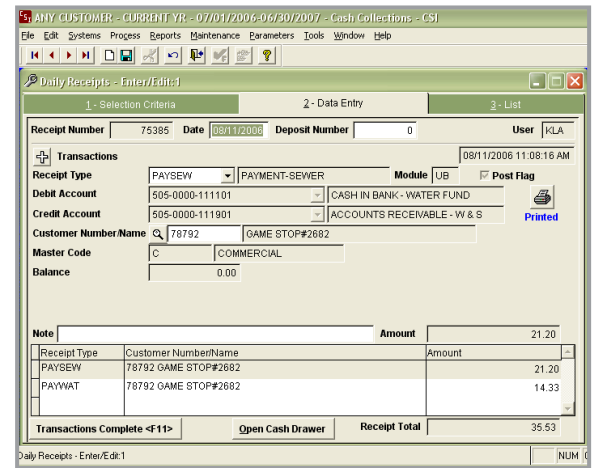 ANY CUSTOMER - CURRENT YR - 07/01/2006-06/30/2007 - Cash Collections - CSI
File Edit Systems Progess Reports Maintenance Parameters Tools Window Help
Daily Receipts - Enter/Edit:1
1 - Selection Criteria 2 - Data Entry 3 - List
Receipt Number 75385 Date 08/11/2006 Deposit Number 0 User KLA
Transactions 08/11/2006 11:08:16 AM
Receipt Type PAYSEW PAYMENT-SEWER Module UB Post Flag
Debit Account 505-0000-111101 CASH IN BANK - WATER FUND
Credit Account 505-0000-111901 ACCOUNTS RECEIVABLE - W & S Printed
Customer Number/Name 78792 GAME STOP#2682
Master Code C COMMERCIAL
Balance 0.00
Note Amount 21.20
Receipt Type Customer Number/Name Amount
PAYSEW 78792 GAME STOP#2682 21.20
PAYWAT 78792 GAME STOP#2682 14.33
Transactions Complete <F11> Open Cash Drawer Receipt Total 35.53
Daily Receipts - Enter/Edit:1 NUM